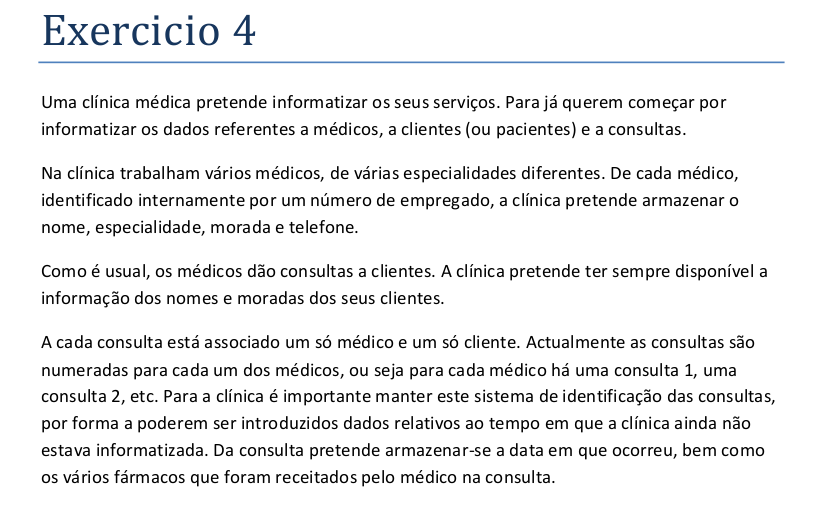 Exercicio 4
Uma clínica médica pretende informatizar os seus serviços. Para já querem começar por
informatizar os dados referentes a médicos, a clientes (ou pacientes) e a consultas.
Na clínica trabalham vários médicos, de várias especialidades diferentes. De cada médico,
identificado internamente por um número de empregado, a clínica pretende armazenar o
nome, especialidade, morada e telefone.
Como é usual, os médicos dão consultas a clientes. A clínica pretende ter sempre disponível a
informação dos nomes e moradas dos seus clientes.
A cada consulta está associado um só médico e um só cliente. Actualmente as consultas são
numeradas para cada um dos médicos, ou seja para cada médico há uma consulta 1, uma
consulta 2, etc. Para a clínica é importante manter este sistema de identificação das consultas,
por forma a poderem ser introduzidos dados relativos ao tempo em que a clínica ainda não
estava informatizada. Da consulta pretende armazenar-se a data em que ocorreu, bem como
os vários fármacos que foram receitados pelo médico na consulta.